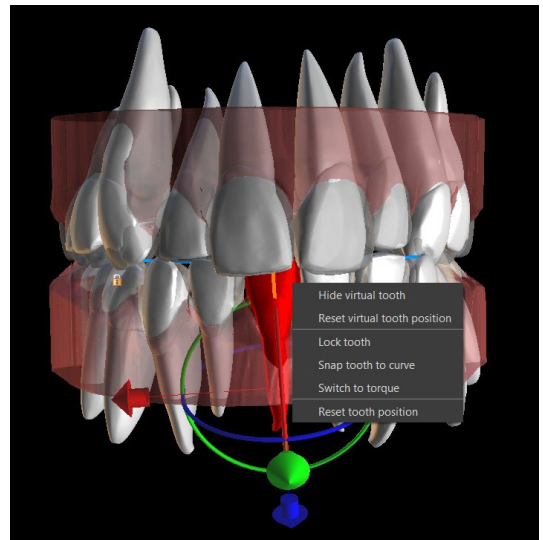 Hide virtual tooth
Reset virtual tooth position
Lock tooth
Snap tooth to curve
Switch to torque
Reset tooth position